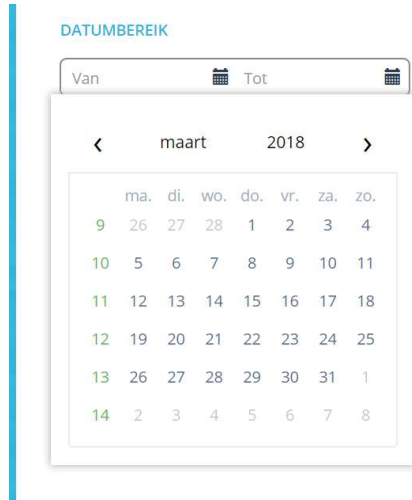 DATUMBEREIK
Van Tot
‹ maart 2018 ›
ma. di. wo. do. vr. za. zo.
9 26 27 28 1 2 3 4
10 5 6 7 8 9 10 11
11 12 13 14 15 16 17 18
12 19 20 21 22 23 24 25
13 26 27 28 29 30 31 1
14 2 3 4 5 6 7 8